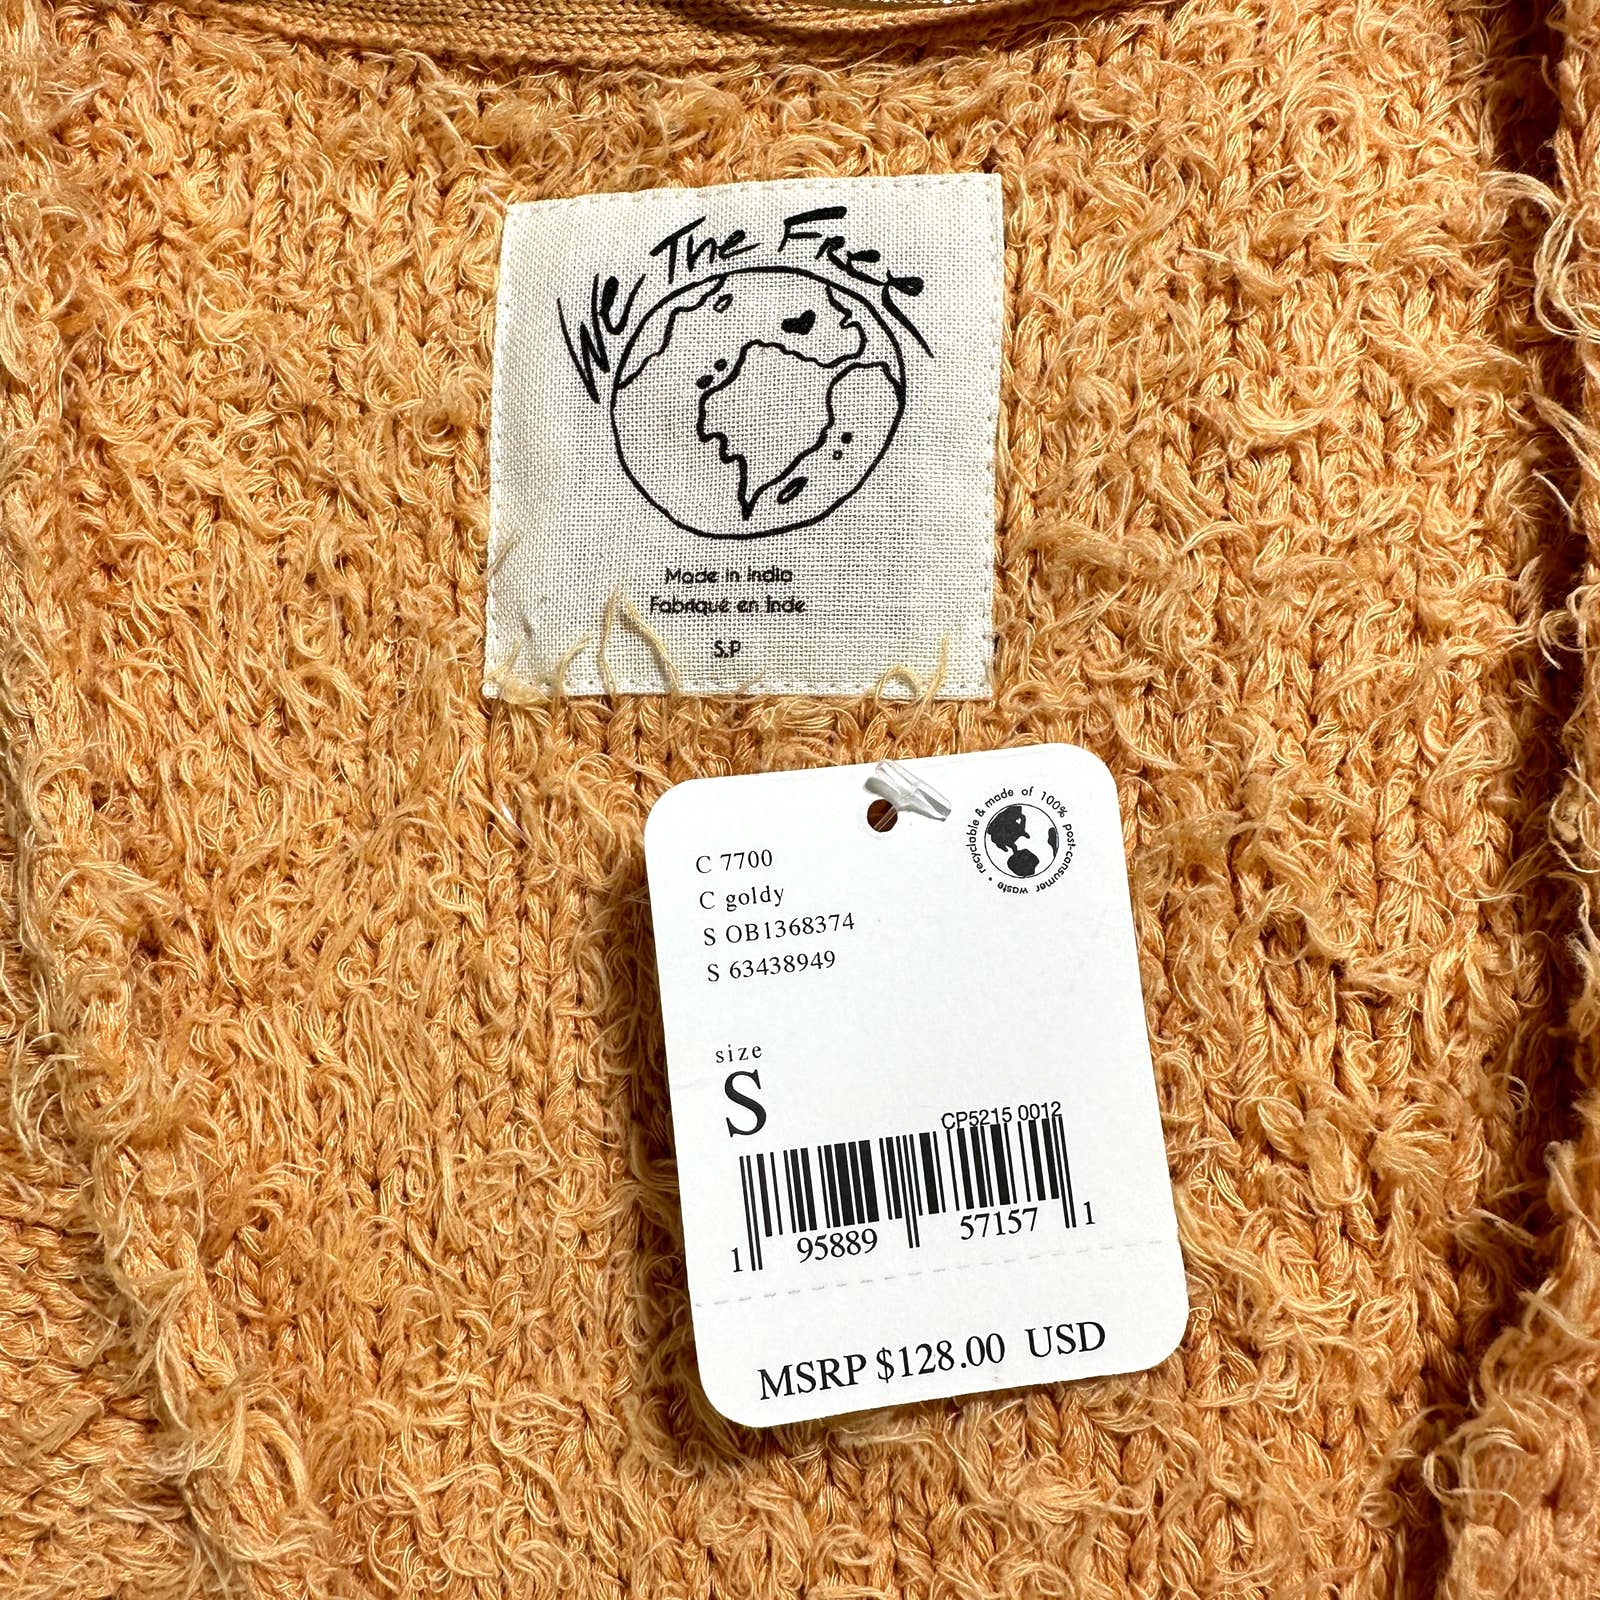 We The Free
Made in India
Fabriqué en Inde
S.P
recyclable & made of 100% post-consumer waste •
C 7700
C goldy
S OB1368374
S 63438949
size
S
CP5215 0012
1 95889 57157 1
MSRP $128.00 USD